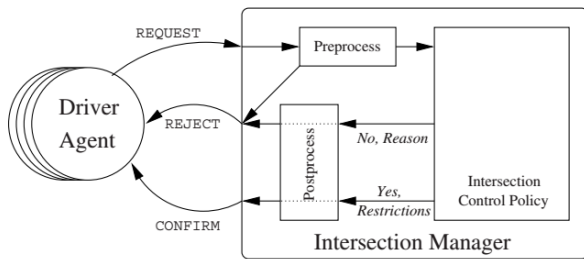 REQUEST
Preprocess
Driver
Agent
REJECT
Postprocess
No, Reason
Yes,
Restrictions
Intersection
Control Policy
CONFIRM
Intersection Manager